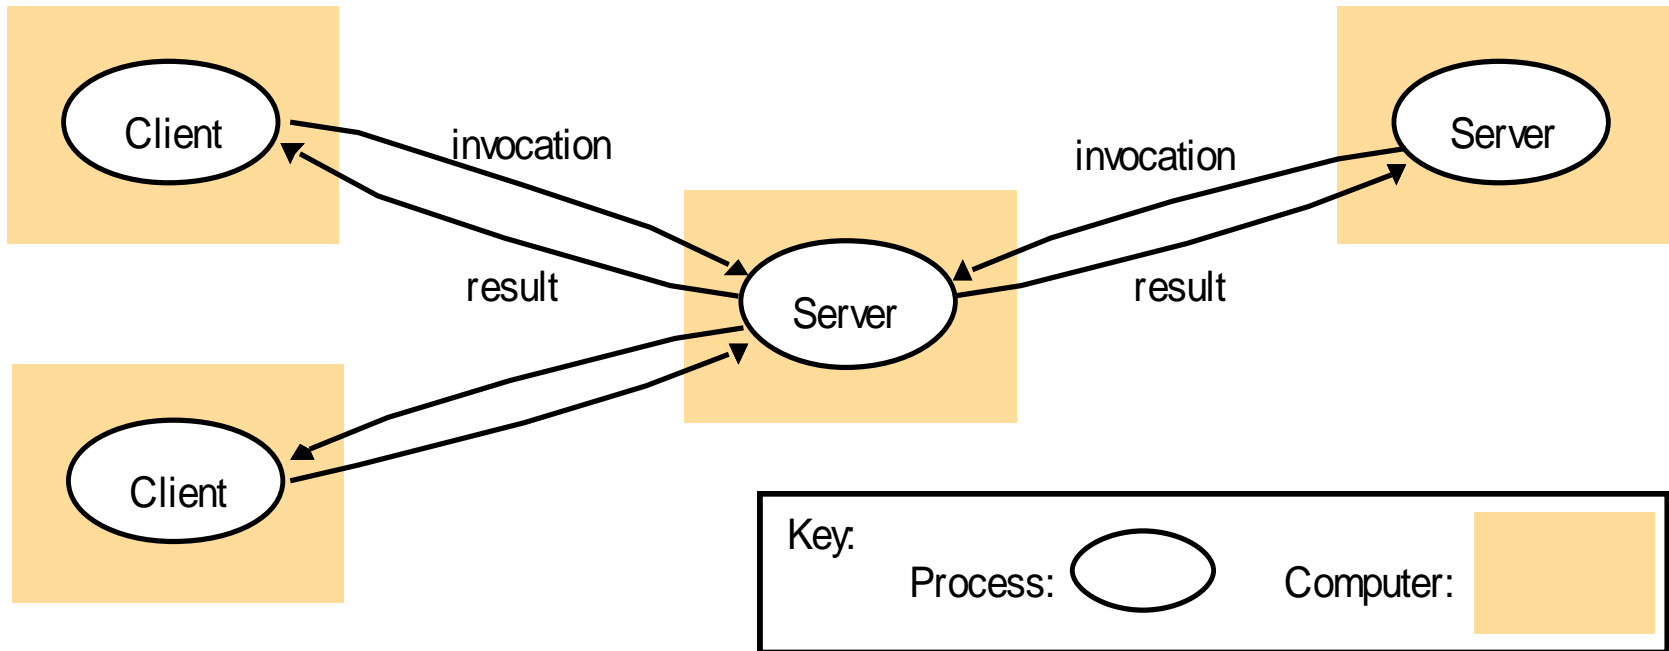 Client
invocation
result
Server
invocation
result
Server
Client
Key:
Process:
Computer: